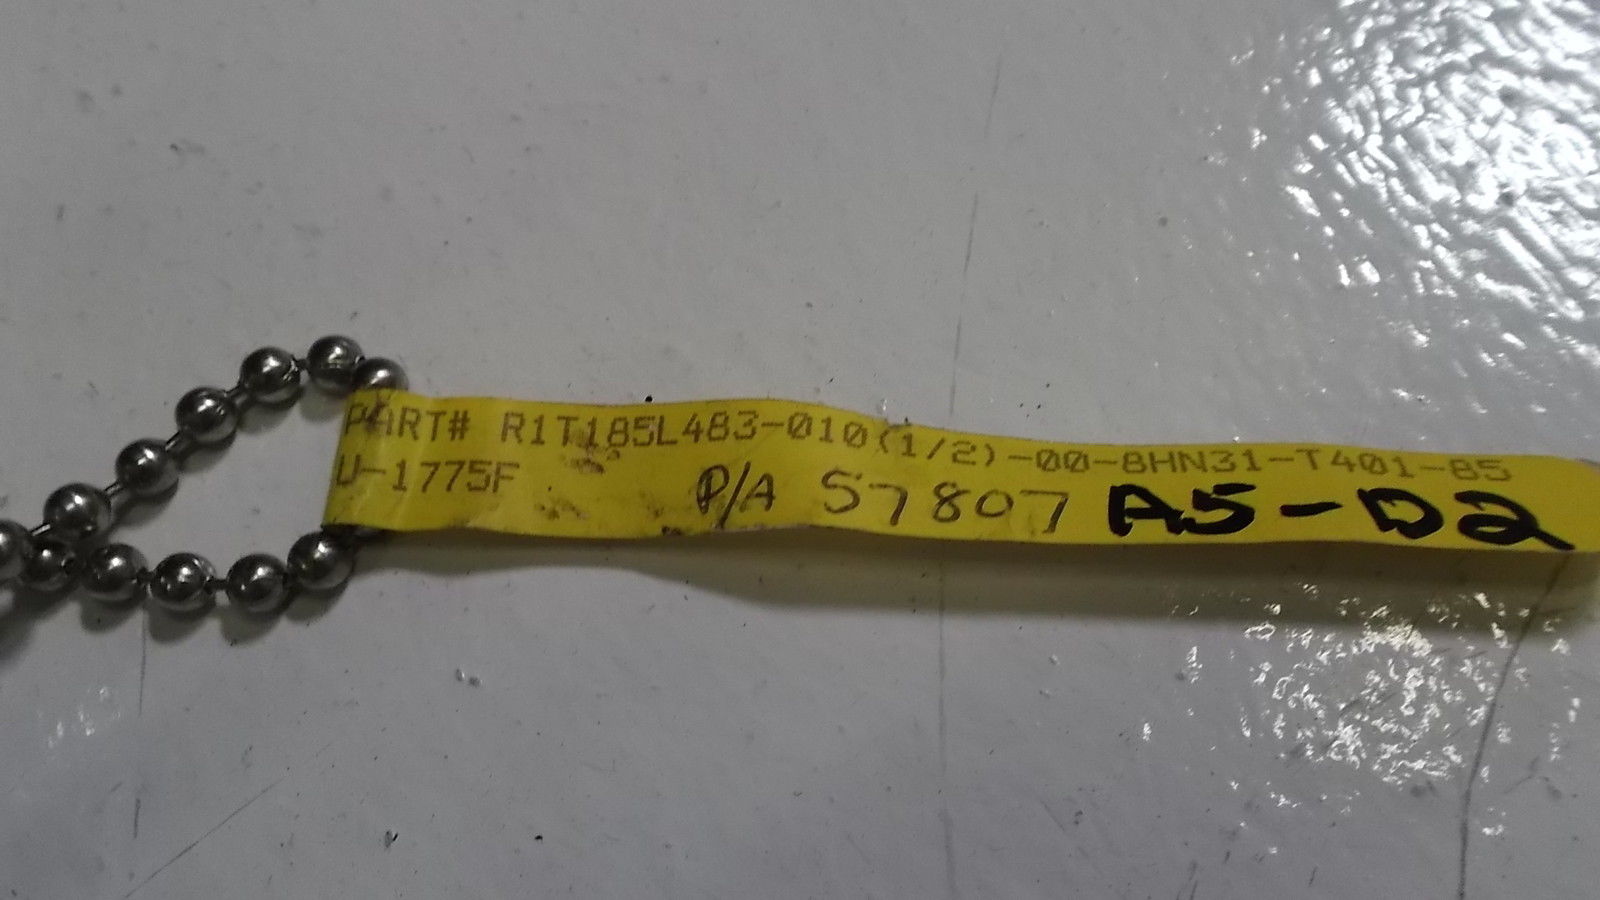 PART# R1T185L483-010(1/2)-00-8HN31-T401-85
U-1775F P/A 57807 A5-D2